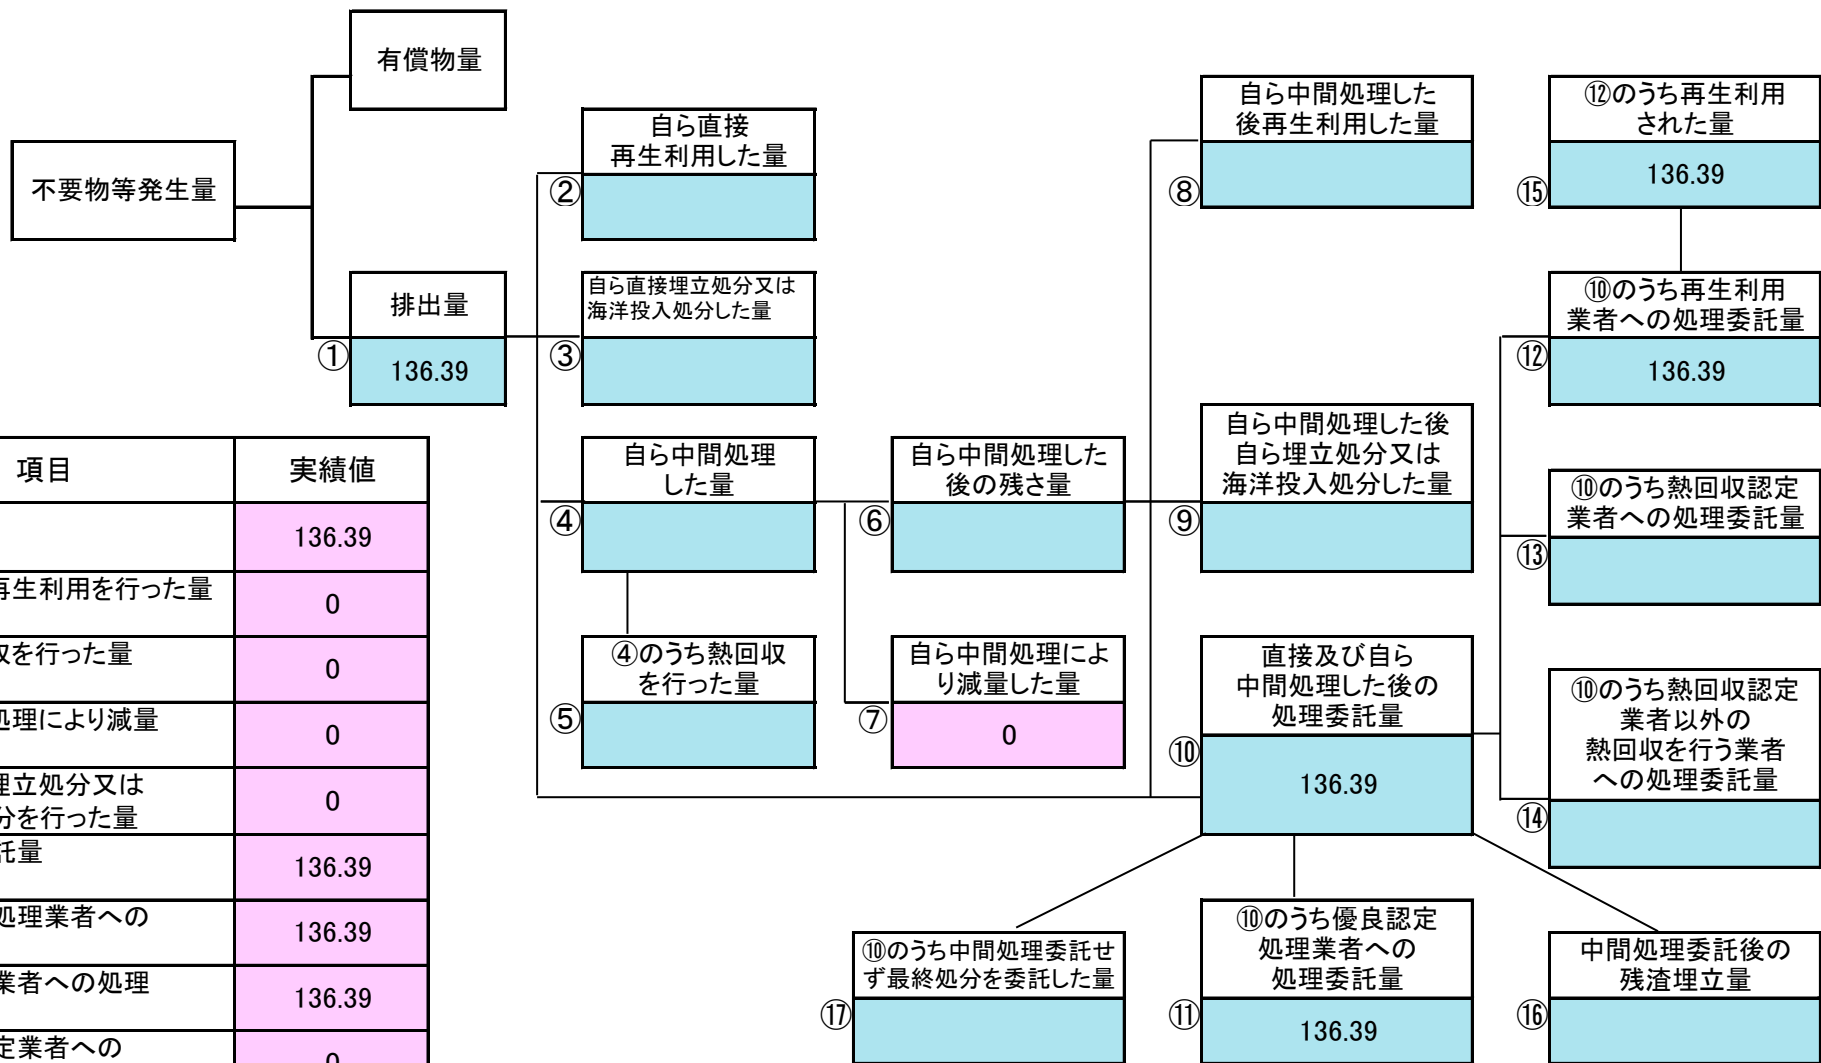 有償物量
不要物等発生量
排出量
①
136.39
自ら直接
再生利用した量
②
自ら直接埋立処分又は
海洋投入処分した量
③
自ら中間処理
した量
④
④のうち熱回収
を行った量
⑤
自ら中間処理した
後の残さ量
⑥
自ら中間処理によ
り減量した量
⑦
0
自ら中間処理した
後再生利用した量
⑧
自ら中間処理した後
自ら埋立処分又は
海洋投入処分した量
⑨
直接及び自ら
中間処理した後の
処理委託量
⑩
136.39
⑫のうち再生利用
された量
⑮
136.39
⑩のうち再生利用
業者への処理委託量
⑫
136.39
⑩のうち熱回収認定
業者への処理委託量
⑬
⑩のうち熱回収認定
業者以外の
熱回収を行う業者
への処理委託量
⑭
⑩のうち中間処理委託せ
ず最終処分を委託した量
⑰
⑩のうち優良認定
処理業者への
処理委託量
⑪
136.39
中間処理委託後の
残渣埋立量
⑯
項目 実績値
136.39
再生利用を行った量
0
を行った量
0
処理により減量
0
埋立処分又は
分を行った量
0
託量
136.39
処理業者への
136.39
業者への処理
136.39
定業者への
0